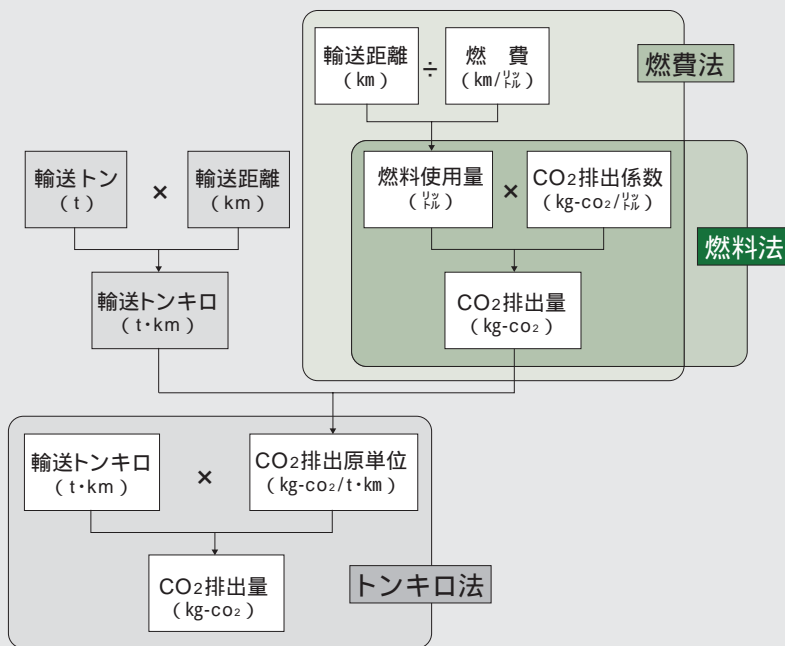 輸送距離
(km)
÷
燃 費
(km/リットル)
燃費法
輸送トン
(t)
×
輸送距離
(km)
燃料使用量
(リットル)
×
CO2排出係数
(kg-co2/リットル)
燃料法
輸送トンキロ
(t・km)
CO2排出量
(kg-co2)
輸送トンキロ
(t・km)
×
CO2排出原単位
(kg-co2/t・km)
CO2排出量
(kg-co2)
トンキロ法